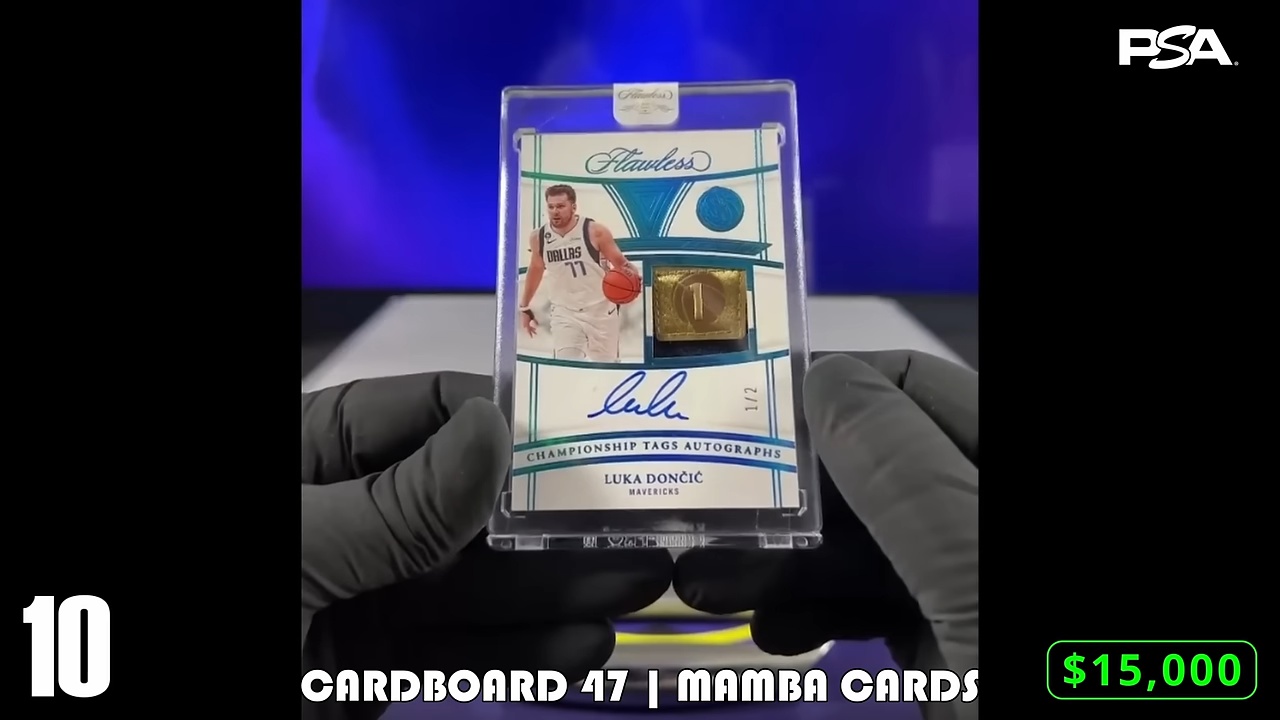 PSA
Flawless
Flawless
DALLAS
77
1
1/2
CHAMPIONSHIP TAGS AUTOGRAPHS
LUKA DONČIĆ
MAVERICKS
10
CARDBOARD 47 | MAMBA CARDS
$15,000